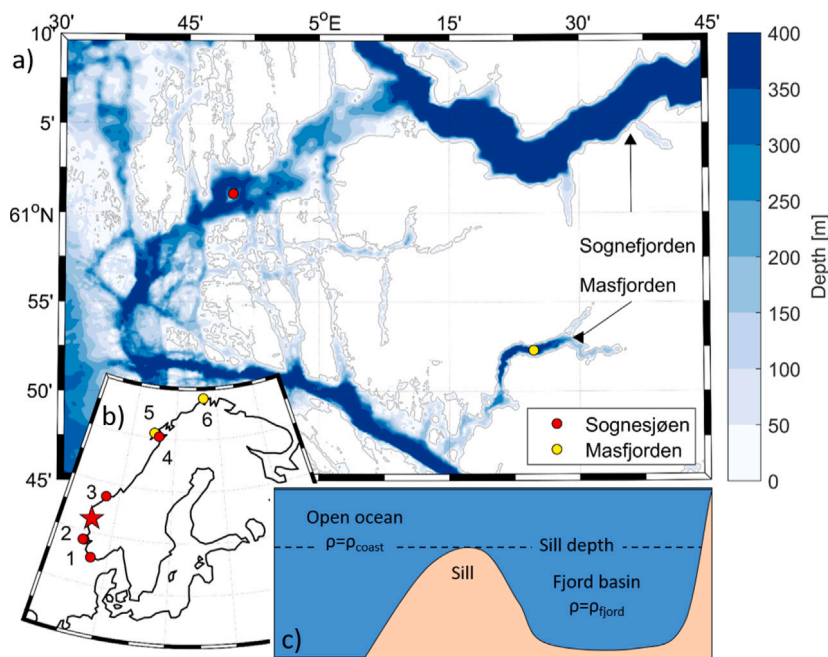 30' 45' 5°E 15' 30' 45'
a)
10'
5'
61°N
55'
50'
45'
Sognefjorden
Masfjorden
Sognesjøen
Masfjorden
400
350
300
250
200
150
100
50
0
Depth [m]
b)
5
6
4
3
2
1
Open ocean
ρ=ρcoast
Sill depth
Sill
Fjord basin
ρ=ρfjord
c)